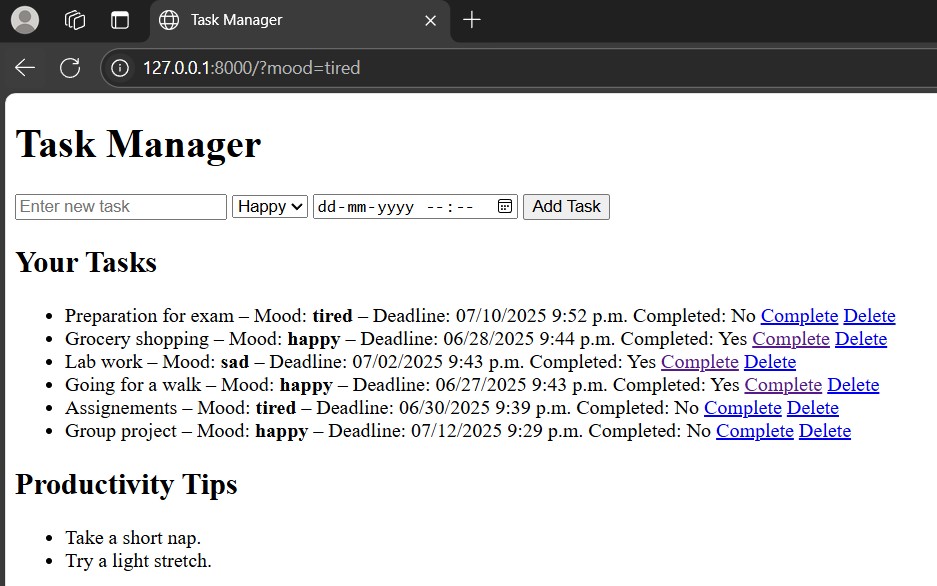 Task Manager
127.0.0.1:8000/?mood=tired
Task Manager
Enter new task Happy dd-mm-yyyy --:-- Add Task
Your Tasks
Preparation for exam – Mood: tired – Deadline: 07/10/2025 9:52 p.m. Completed: No Complete Delete
Grocery shopping – Mood: happy – Deadline: 06/28/2025 9:44 p.m. Completed: Yes Complete Delete
Lab work – Mood: sad – Deadline: 07/02/2025 9:43 p.m. Completed: Yes Complete Delete
Going for a walk – Mood: happy – Deadline: 06/27/2025 9:43 p.m. Completed: Yes Complete Delete
Assignements – Mood: tired – Deadline: 06/30/2025 9:39 p.m. Completed: No Complete Delete
Group project – Mood: happy – Deadline: 07/12/2025 9:29 p.m. Completed: No Complete Delete
Productivity Tips
Take a short nap.
Try a light stretch.